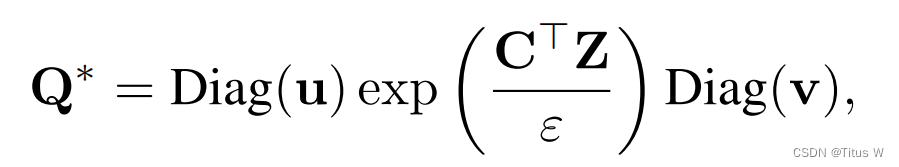 Q* = Diag(u) exp ( C⊤Z / ε ) Diag(v),
CSDN @Titus W